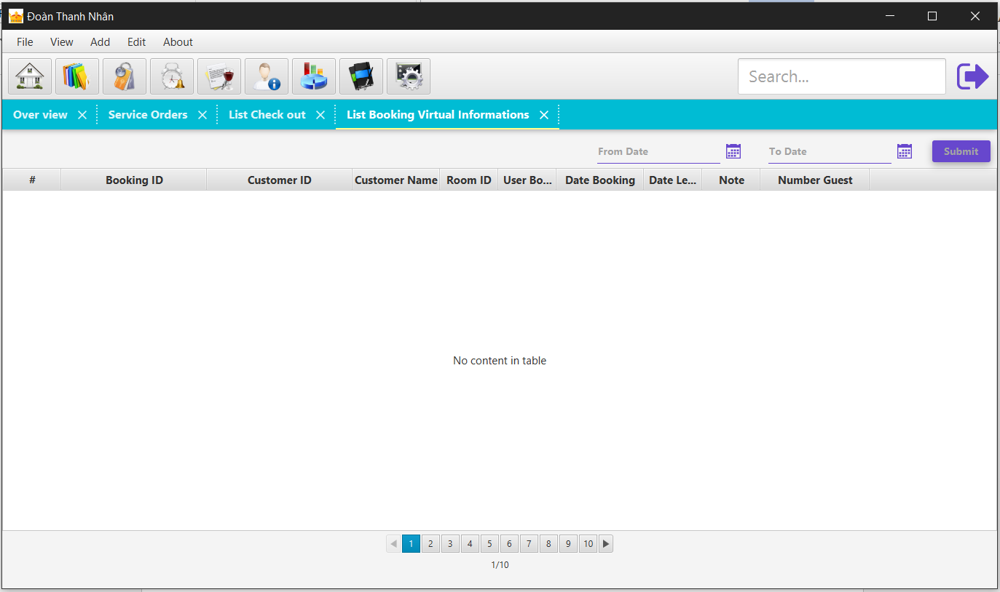 Đoàn Thanh Nhân
File View Add Edit About
Search...
Over view Service Orders List Check out List Booking Virtual Informations
From Date To Date Submit
# Booking ID Customer ID Customer Name Room ID User Bo... Date Booking Date Le... Note Number Guest
No content in table
1 2 3 4 5 6 7 8 9 10
1/10